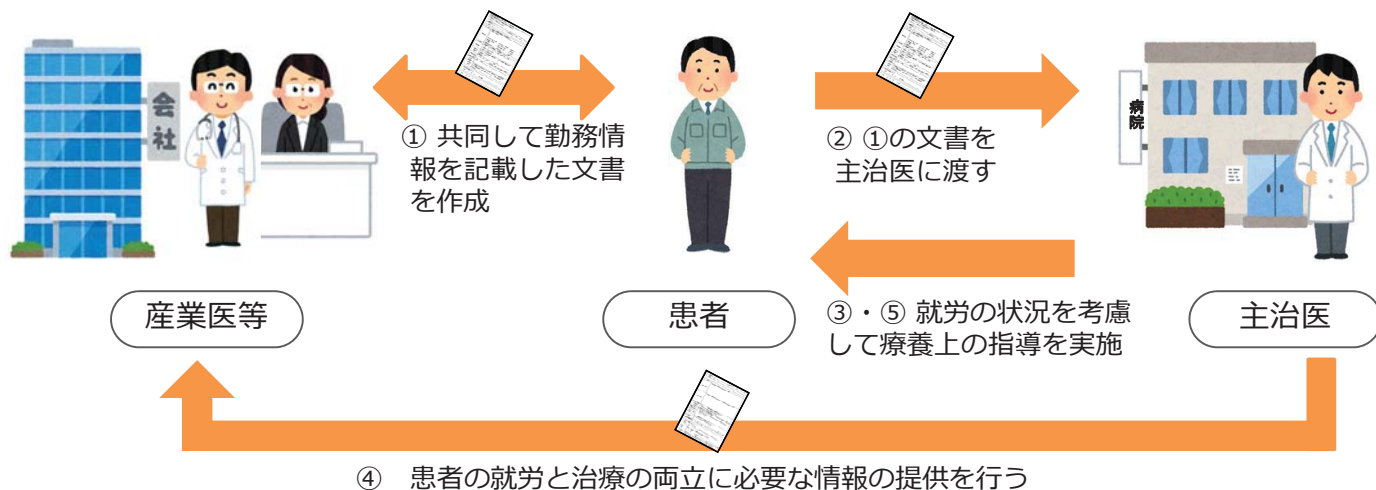 会社
① 共同して勤務情
報を記載した文書
を作成
② ①の文書を
主治医に渡す
病院
③・⑤ 就労の状況を考慮
して療養上の指導を実施
産業医等
患者
主治医
④ 患者の就労と治療の両立に必要な情報の提供を行う